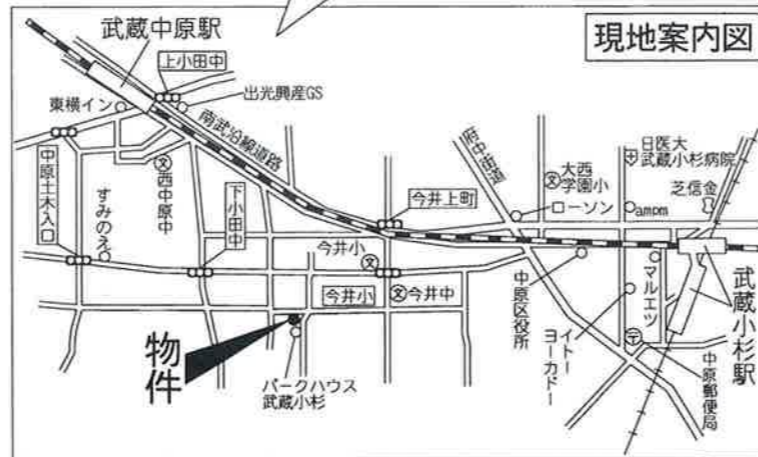 武蔵中原駅
現地案内図
上小田中
東横イン
出光興産GS
南武沿線道路
府中街道
日医大
武蔵小杉病院
大西
学園小
芝信金
中原土木入口
すみのえ
文
西中原中
下小田中
今井上町
ローソン
ampm
今井小
文
今井小
文
今井中
中原区役所
マルエツ
武蔵小杉駅
イトー
ヨーカドー
中原郵便局
物件
パークハウス
武蔵小杉